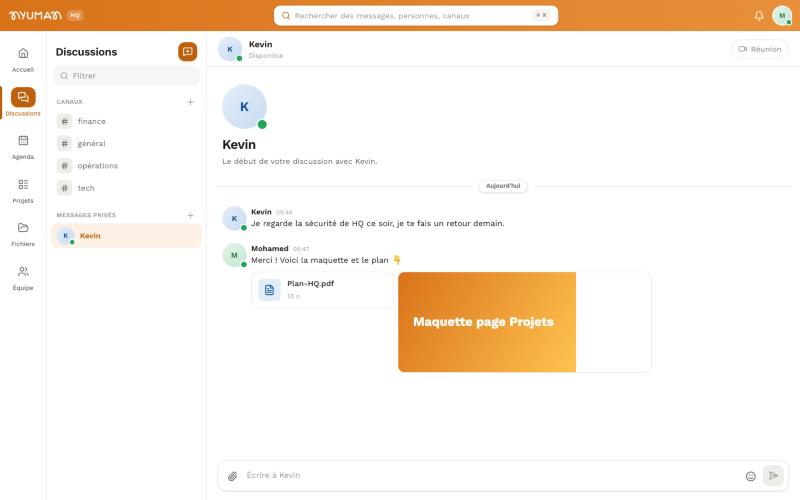 NYUMAN HQ
Rechercher des messages, personnes, canaux
⌘ K
M
Accueil
Discussions
Agenda
Projets
Fichiers
Équipe
Discussions
Filtrer
CANAUX
# finance
# général
# opérations
# tech
MESSAGES PRIVÉS
K Kevin
K Kevin
Disponible
Réunion
K
Kevin
Le début de votre discussion avec Kevin.
Aujourd'hui
K Kevin 05:46
Je regarde la sécurité de HQ ce soir, je te fais un retour demain.
M Mohamed 05:47
Merci ! Voici la maquette et le plan 👇
Plan-HQ.pdf
13 o
Maquette page Projets
Écrire à Kevin